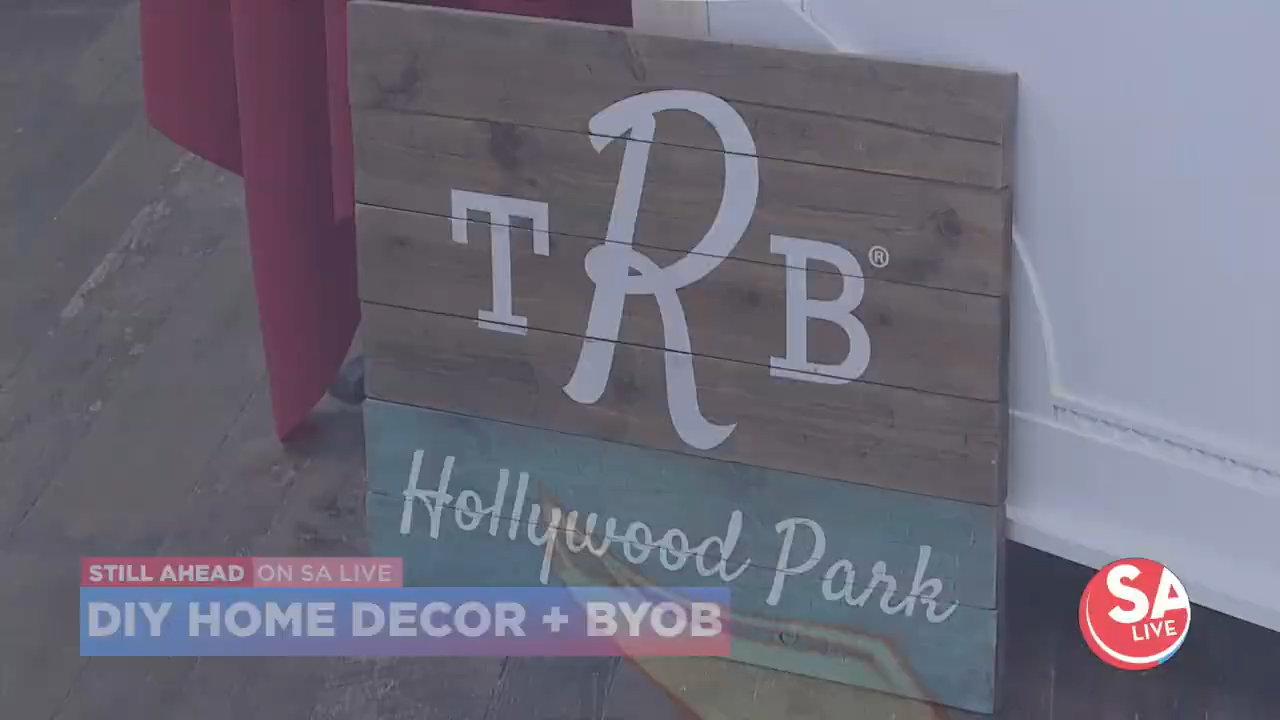 TRB®
Hollywood Park
STILL AHEAD ON SA LIVE
DIY HOME DECOR + BYOB
SA
LIVE